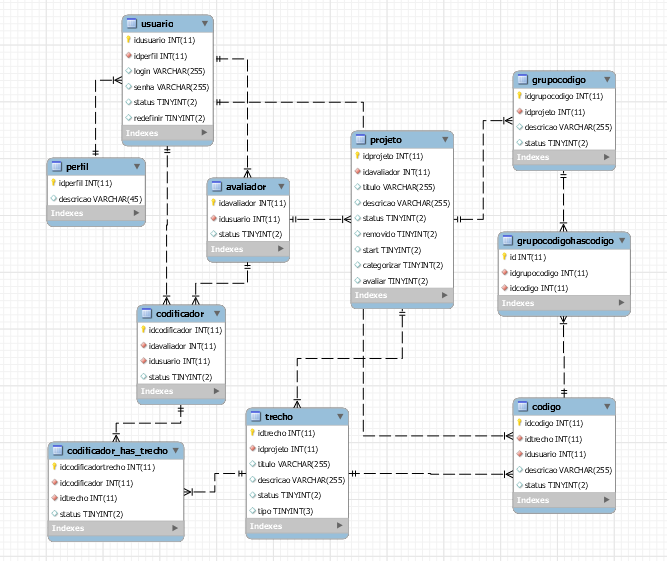 usuario
idusuario INT(11)
idperfil INT(11)
login VARCHAR(255)
senha VARCHAR(255)
status TINYINT(2)
redefinir TINYINT(2)
Indexes
perfil
idperfil INT(11)
descricao VARCHAR(45)
Indexes
avaliador
idavaliador INT(11)
idusuario INT(11)
status TINYINT(2)
Indexes
projeto
idprojeto INT(11)
idavaliador INT(11)
titulo VARCHAR(255)
descricao VARCHAR(255)
status TINYINT(2)
removido TINYINT(2)
start TINYINT(2)
categorizar TINYINT(2)
avaliar TINYINT(2)
Indexes
grupocodigo
idgrupocodigo INT(11)
idprojeto INT(11)
descricao VARCHAR(255)
status TINYINT(2)
Indexes
grupocodigohascodigo
id INT(11)
idgrupocodigo INT(11)
idcodigo INT(11)
Indexes
codificador
idcodificador INT(11)
idavaliador INT(11)
idusuario INT(11)
status TINYINT(2)
Indexes
codificador_has_trecho
idcodificadortrecho INT(11)
idcodificador INT(11)
idtrecho INT(11)
status TINYINT(2)
Indexes
trecho
idtrecho INT(11)
idprojeto INT(11)
titulo VARCHAR(255)
descricao VARCHAR(255)
status TINYINT(2)
tipo TINYINT(3)
Indexes
codigo
idcodigo INT(11)
idtrecho INT(11)
idusuario INT(11)
descricao VARCHAR(255)
status TINYINT(2)
Indexes